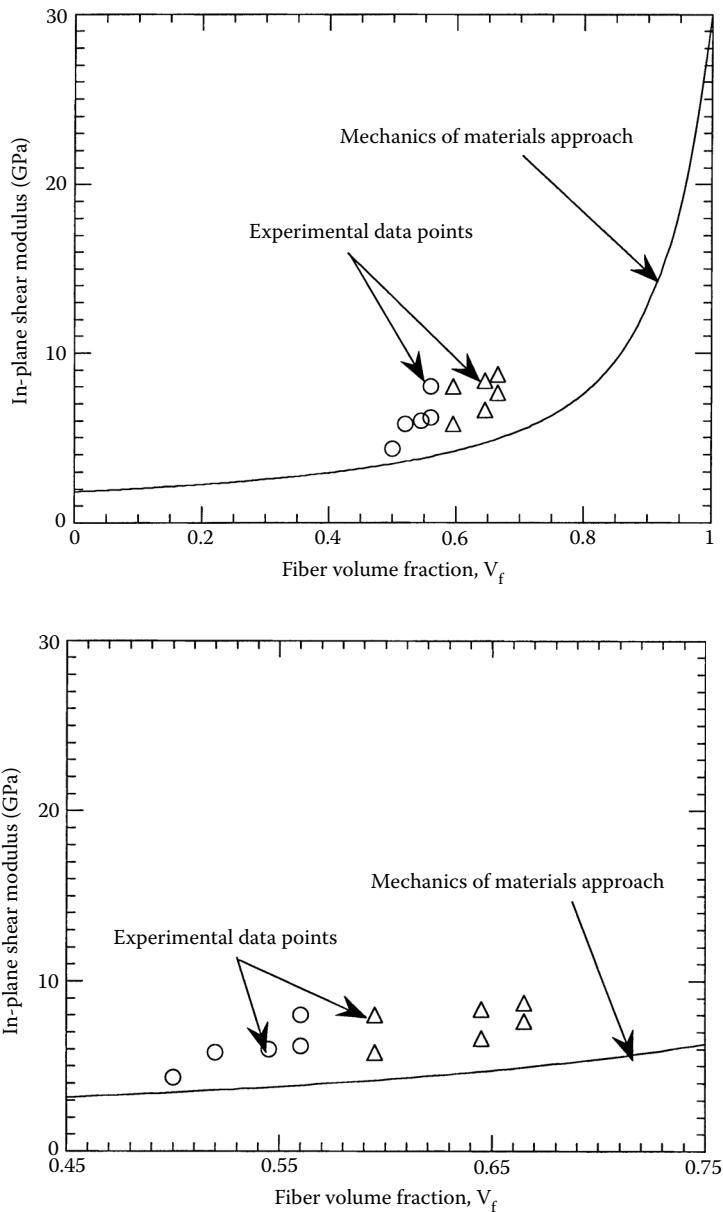 30
20
10
0
In-plane shear modulus (GPa)
Mechanics of materials approach
Experimental data points
0
0.2
0.4
0.6
0.8
1
Fiber volume fraction, V_f
30
20
10
0
In-plane shear modulus (GPa)
Mechanics of materials approach
Experimental data points
0.45
0.55
0.65
0.75
Fiber volume fraction, V_f